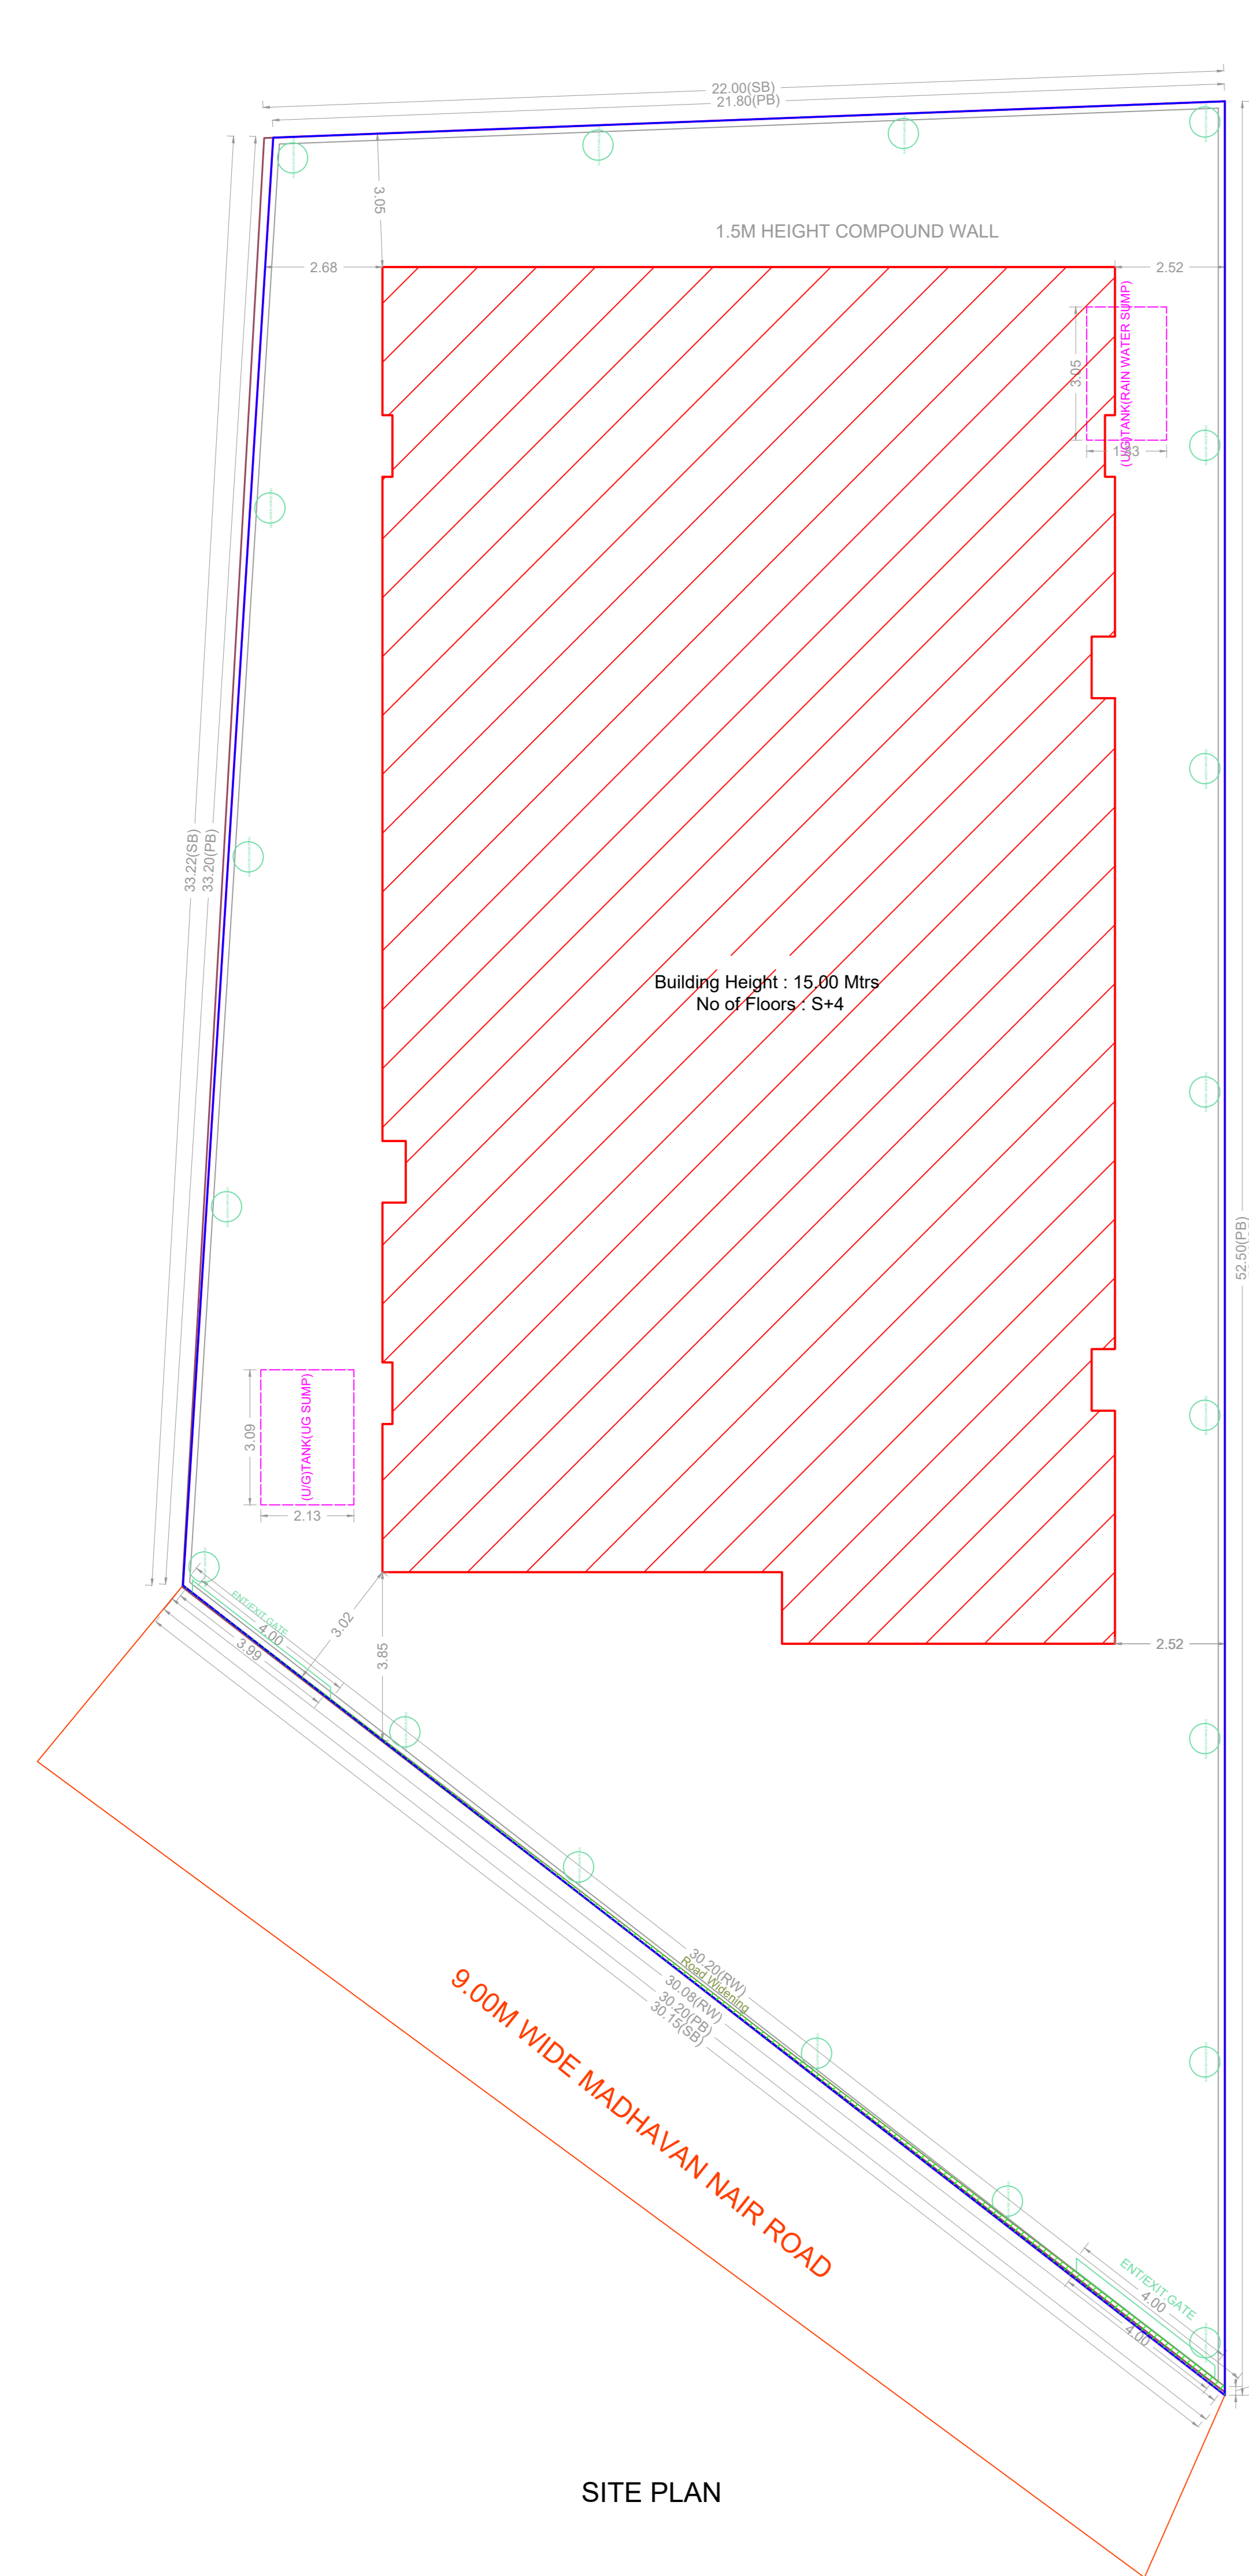 22.00(SB)
21.80(PB)
3.05
1.5M HEIGHT COMPOUND WALL
2.68
2.52
(U/G)TANK(RAIN WATER SUMP)
3.05
1.83
33.22(SB)
33.20(PB)
Building Height : 15.00 Mtrs
No of Floors : S+4
52.50(PB)
3.09
(U/G)TANK(UG SUMP)
2.13
ENT/EXIT GATE
4.00
3.99
3.02
3.85
2.52
30.20(RW)
Road Widening
30.08(RW)
30.20(PB)
30.15(SB)
9.00M WIDE MADHAVAN NAIR ROAD
ENT/EXIT GATE
4.00
4.00
SITE PLAN